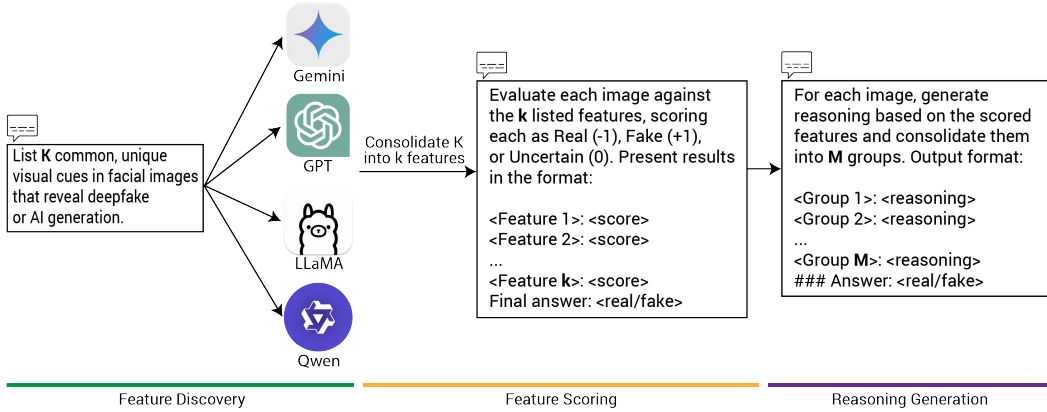 List K common, unique
visual cues in facial images
that reveal deepfake
or AI generation.
Gemini
GPT
LLaMA
Qwen
Consolidate K
into k features
Evaluate each image against
the k listed features, scoring
each as Real (-1), Fake (+1),
or Uncertain (0). Present results
in the format:
<Feature 1>: <score>
<Feature 2>: <score>
...
<Feature k>: <score>
Final answer: <real/fake>
For each image, generate
reasoning based on the scored
features and consolidate them
into M groups. Output format:
<Group 1>: <reasoning>
<Group 2>: <reasoning>
...
<Group M>: <reasoning>
### Answer: <real/fake>
Feature Discovery
Feature Scoring
Reasoning Generation